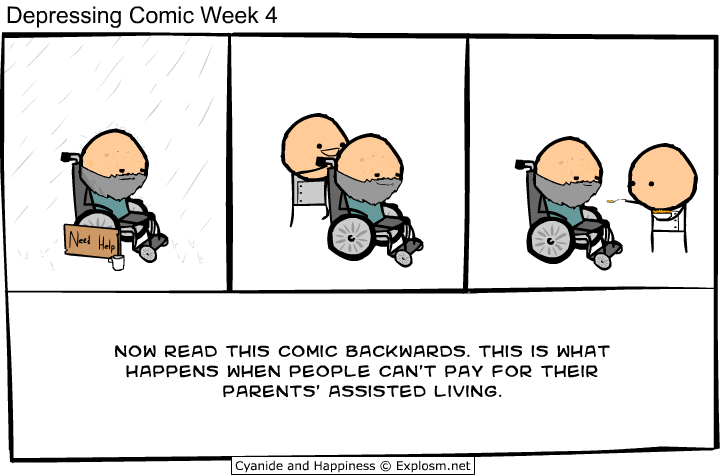 Depressing Comic Week 4
Need Help
NOW READ THIS COMIC BACKWARDS. THIS IS WHAT
HAPPENS WHEN PEOPLE CAN'T PAY FOR THEIR
PARENTS' ASSISTED LIVING.
Cyanide and Happiness © Explosm.net